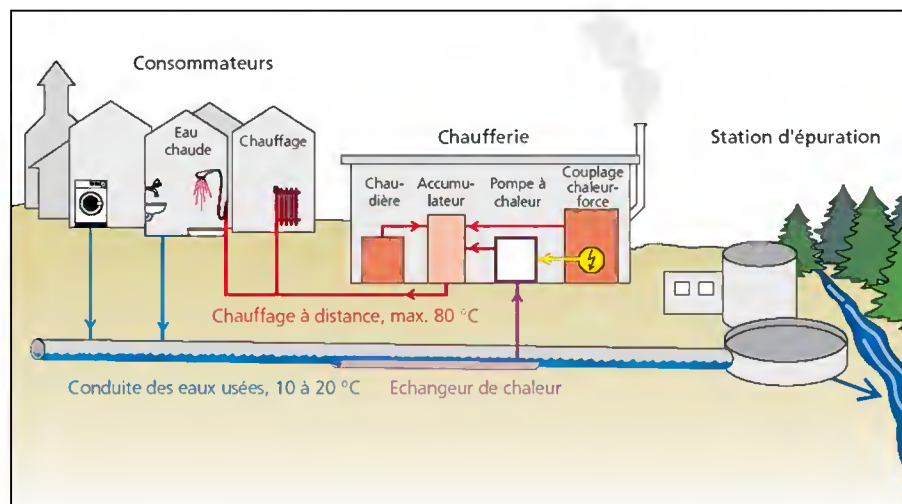 Consommateurs
Eau
chaude
Chauffage
Chaufferie
Station d'épuration
Chau-
dière
Accumu-
lateur
Pompe à
chaleur
Couplage
chaleur-
force
Chauffage à distance, max. 80 °C
Conduite des eaux usées, 10 à 20 °C
Echangeur de chaleur